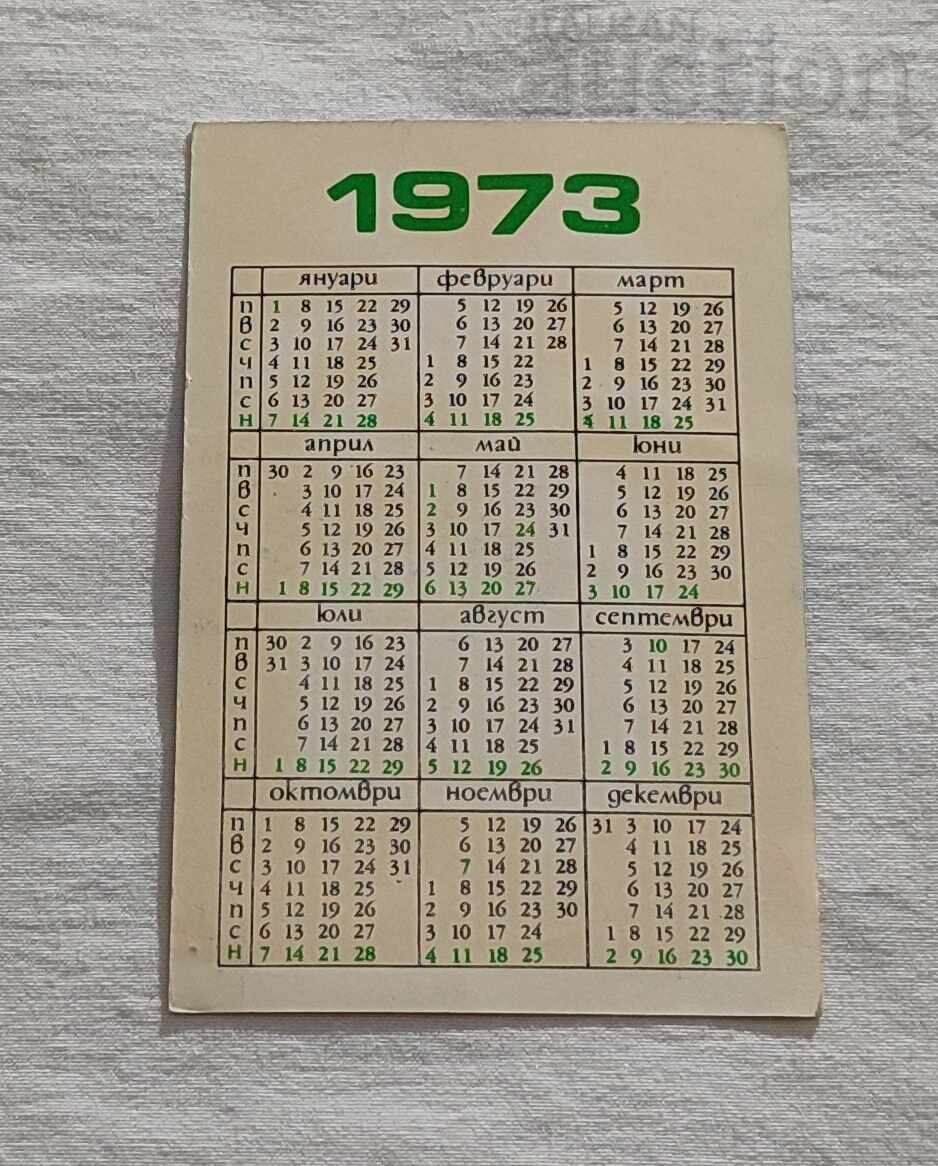 auction
1973
януари февруари март
П 1 8 15 22 29 5 12 19 26 5 12 19 26
В 2 9 16 23 30 6 13 20 27 6 13 20 27
С 3 10 17 24 31 7 14 21 28 7 14 21 28
Ч 4 11 18 25 1 8 15 22 1 8 15 22 29
П 5 12 19 26 2 9 16 23 2 9 16 23 30
С 6 13 20 27 3 10 17 24 3 10 17 24 31
Н 7 14 21 28 4 11 18 25 4 11 18 25
април май юни
П 30 2 9 16 23 7 14 21 28 4 11 18 25
В 3 10 17 24 1 8 15 22 29 5 12 19 26
С 4 11 18 25 2 9 16 23 30 6 13 20 27
Ч 5 12 19 26 3 10 17 24 31 7 14 21 28
П 6 13 20 27 4 11 18 25 1 8 15 22 29
С 7 14 21 28 5 12 19 26 2 9 16 23 30
Н 1 8 15 22 29 6 13 20 27 3 10 17 24
юли август септември
П 30 2 9 16 23 6 13 20 27 3 10 17 24
В 31 3 10 17 24 7 14 21 28 4 11 18 25
С 4 11 18 25 1 8 15 22 29 5 12 19 26
Ч 5 12 19 26 2 9 16 23 30 6 13 20 27
П 6 13 20 27 3 10 17 24 31 7 14 21 28
С 7 14 21 28 4 11 18 25 1 8 15 22 29
Н 1 8 15 22 29 5 12 19 26 2 9 16 23 30
октомври ноември декември
П 1 8 15 22 29 5 12 19 26 31 3 10 17 24
В 2 9 16 23 30 6 13 20 27 4 11 18 25
С 3 10 17 24 31 7 14 21 28 5 12 19 26
Ч 4 11 18 25 1 8 15 22 29 6 13 20 27
П 5 12 19 26 2 9 16 23 30 7 14 21 28
С 6 13 20 27 3 10 17 24 1 8 15 22 29
Н 7 14 21 28 4 11 18 25 2 9 16 23 30